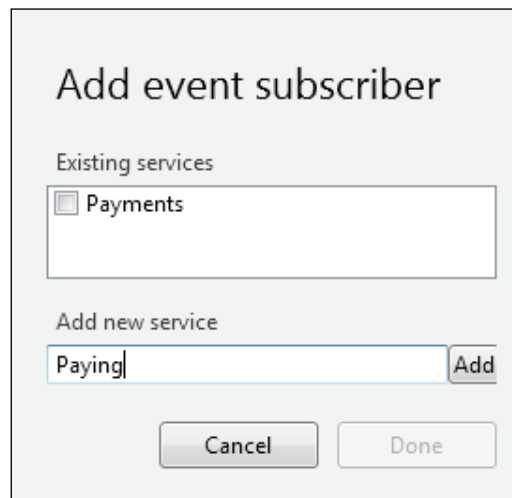 Add event subscriber
Existing services
Payments
Add new service
Paying
Add
Cancel
Done